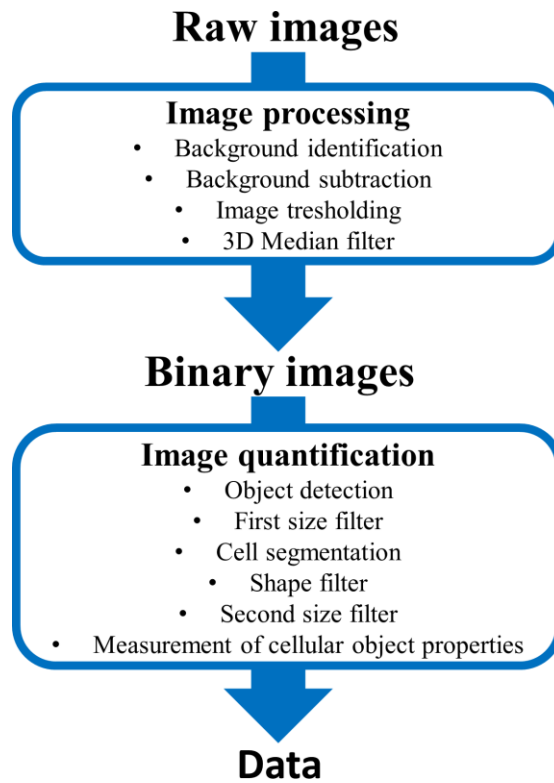 Raw images
Image processing
• Background identification
• Background subtraction
• Image tresholding
• 3D Median filter
Binary images
Image quantification
• Object detection
• First size filter
• Cell segmentation
• Shape filter
• Second size filter
• Measurement of cellular object properties
Data